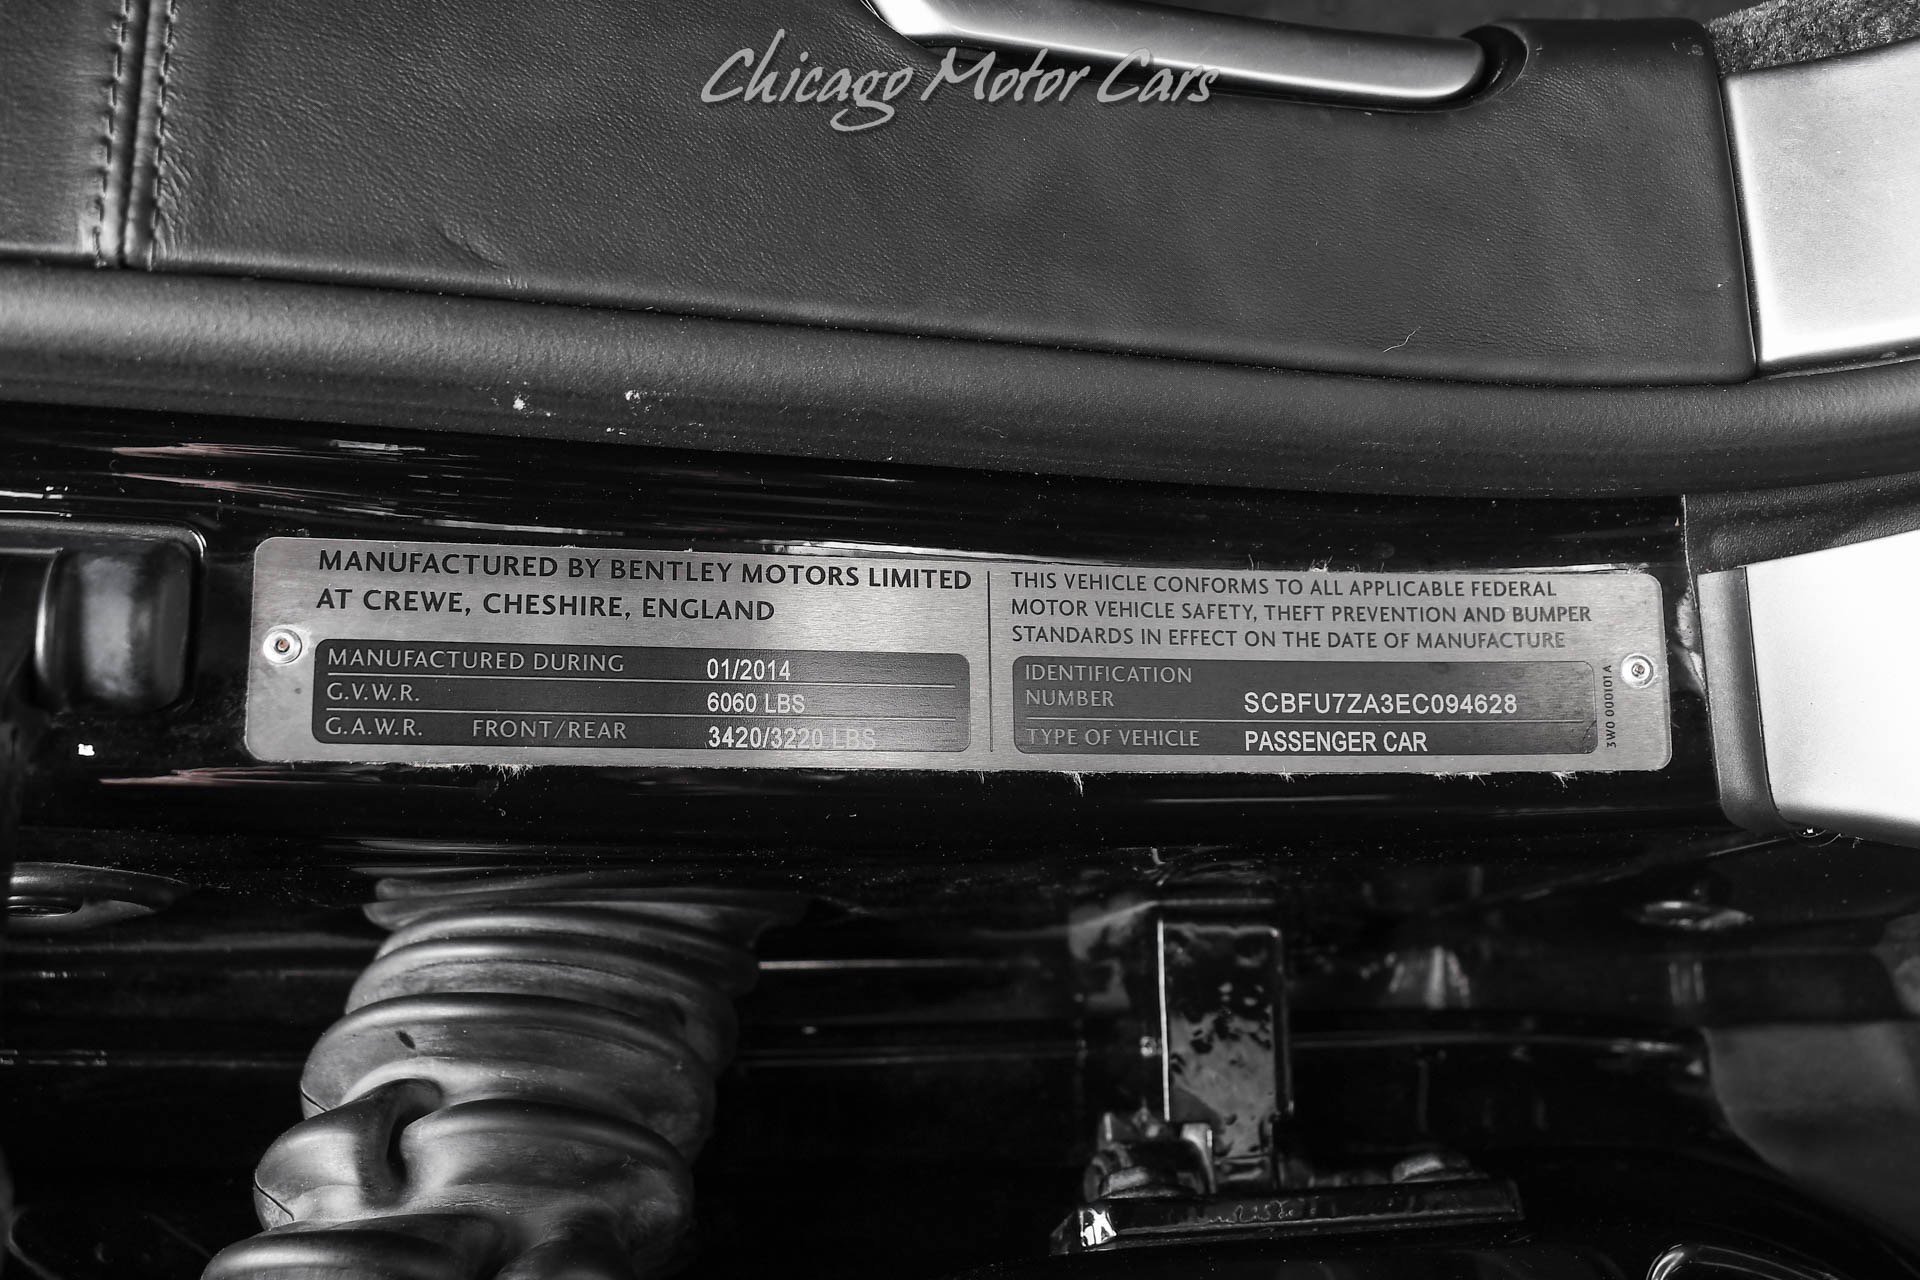 Chicago Motor Cars
MANUFACTURED BY BENTLEY MOTORS LIMITED
AT CREWE, CHESHIRE, ENGLAND
MANUFACTURED DURING 01/2014
G.V.W.R. 6060 LBS
G.A.W.R. FRONT/REAR 3420/3220 LBS
THIS VEHICLE CONFORMS TO ALL APPLICABLE FEDERAL
MOTOR VEHICLE SAFETY, THEFT PREVENTION AND BUMPER
STANDARDS IN EFFECT ON THE DATE OF MANUFACTURE
IDENTIFICATION
NUMBER SCBFU7ZA3EC094628
TYPE OF VEHICLE PASSENGER CAR
3W0 000101 A